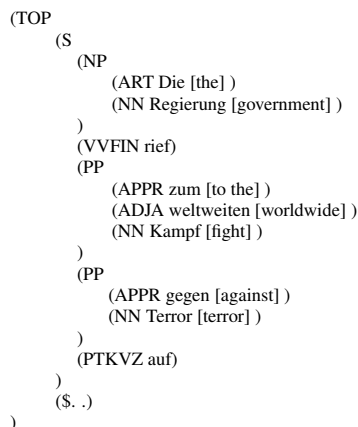 (TOP
(S
(NP
(ART Die [the] )
(NN Regierung [government] )
)
(VVFIN rief)
(PP
(APPR zum [to the] )
(ADJA weltweiten [worldwide] )
(NN Kampf [fight] )
)
(PP
(APPR gegen [against] )
(NN Terror [terror] )
)
(PTKVZ auf)
)
($. .)
)